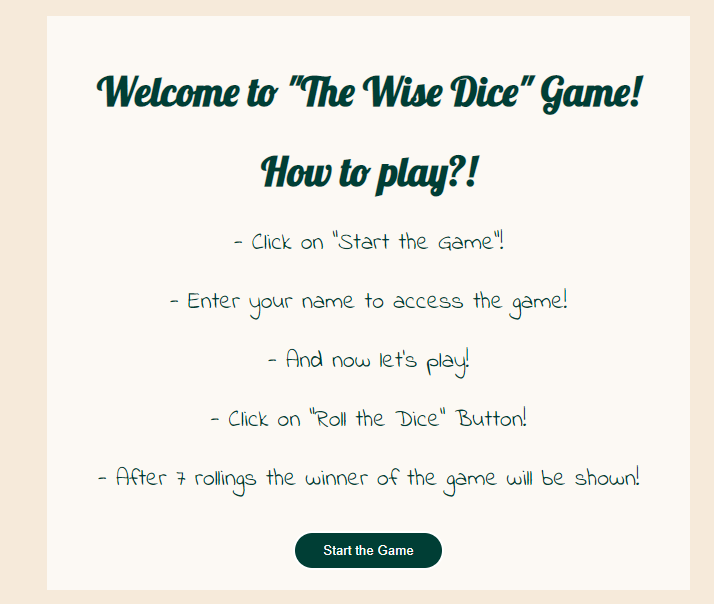 Welcome to "The Wise Dice" Game!
How to play?!
- Click on "Start the Game"!
- Enter your name to access the game!
- And now let's play!
- Click on "Roll the Dice" Button!
- After 7 rollings the winner of the game will be shown!
Start the Game